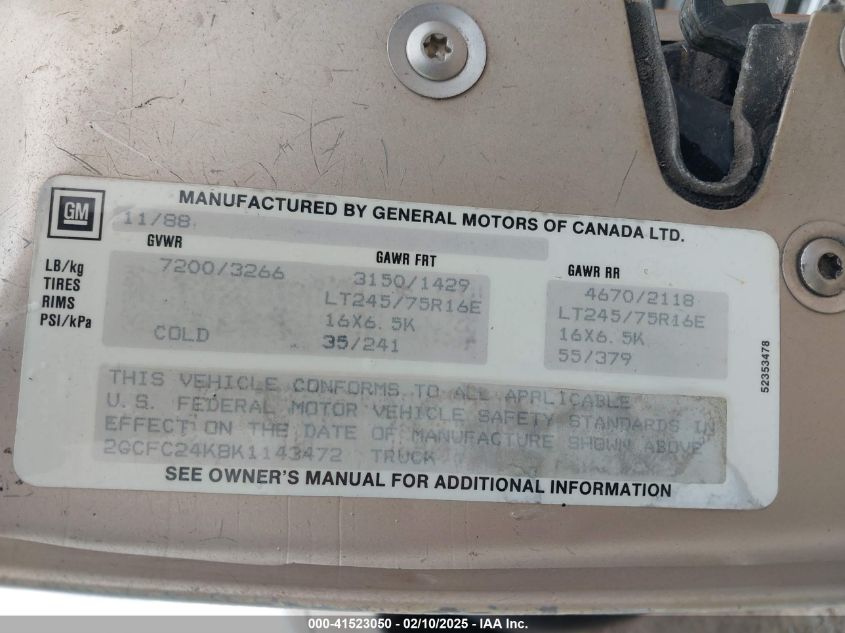 GM
MANUFACTURED BY GENERAL MOTORS OF CANADA LTD.
11/88
GVWR GAWR FRT GAWR RR
LB/kg 7200/3266 3150/1429 4670/2118
TIRES LT245/75R16E LT245/75R16E
RIMS 16X6.5K 16X6.5K
PSI/kPa COLD 35/241 55/379
THIS VEHICLE CONFORMS TO ALL APPLICABLE
U.S. FEDERAL MOTOR VEHICLE SAFETY STANDARDS IN
EFFECT ON THE DATE OF MANUFACTURE SHOWN ABOVE
2GCFC24K8K1143472 TRUCK
SEE OWNER'S MANUAL FOR ADDITIONAL INFORMATION
52353478
000-41523050 - 02/10/2025 - IAA Inc.